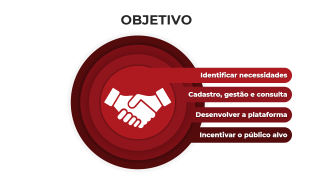 OBJETIVO
Identificar necessidades
Cadastro, gestão e consulta
Desenvolver a plataforma
Incentivar o público alvo